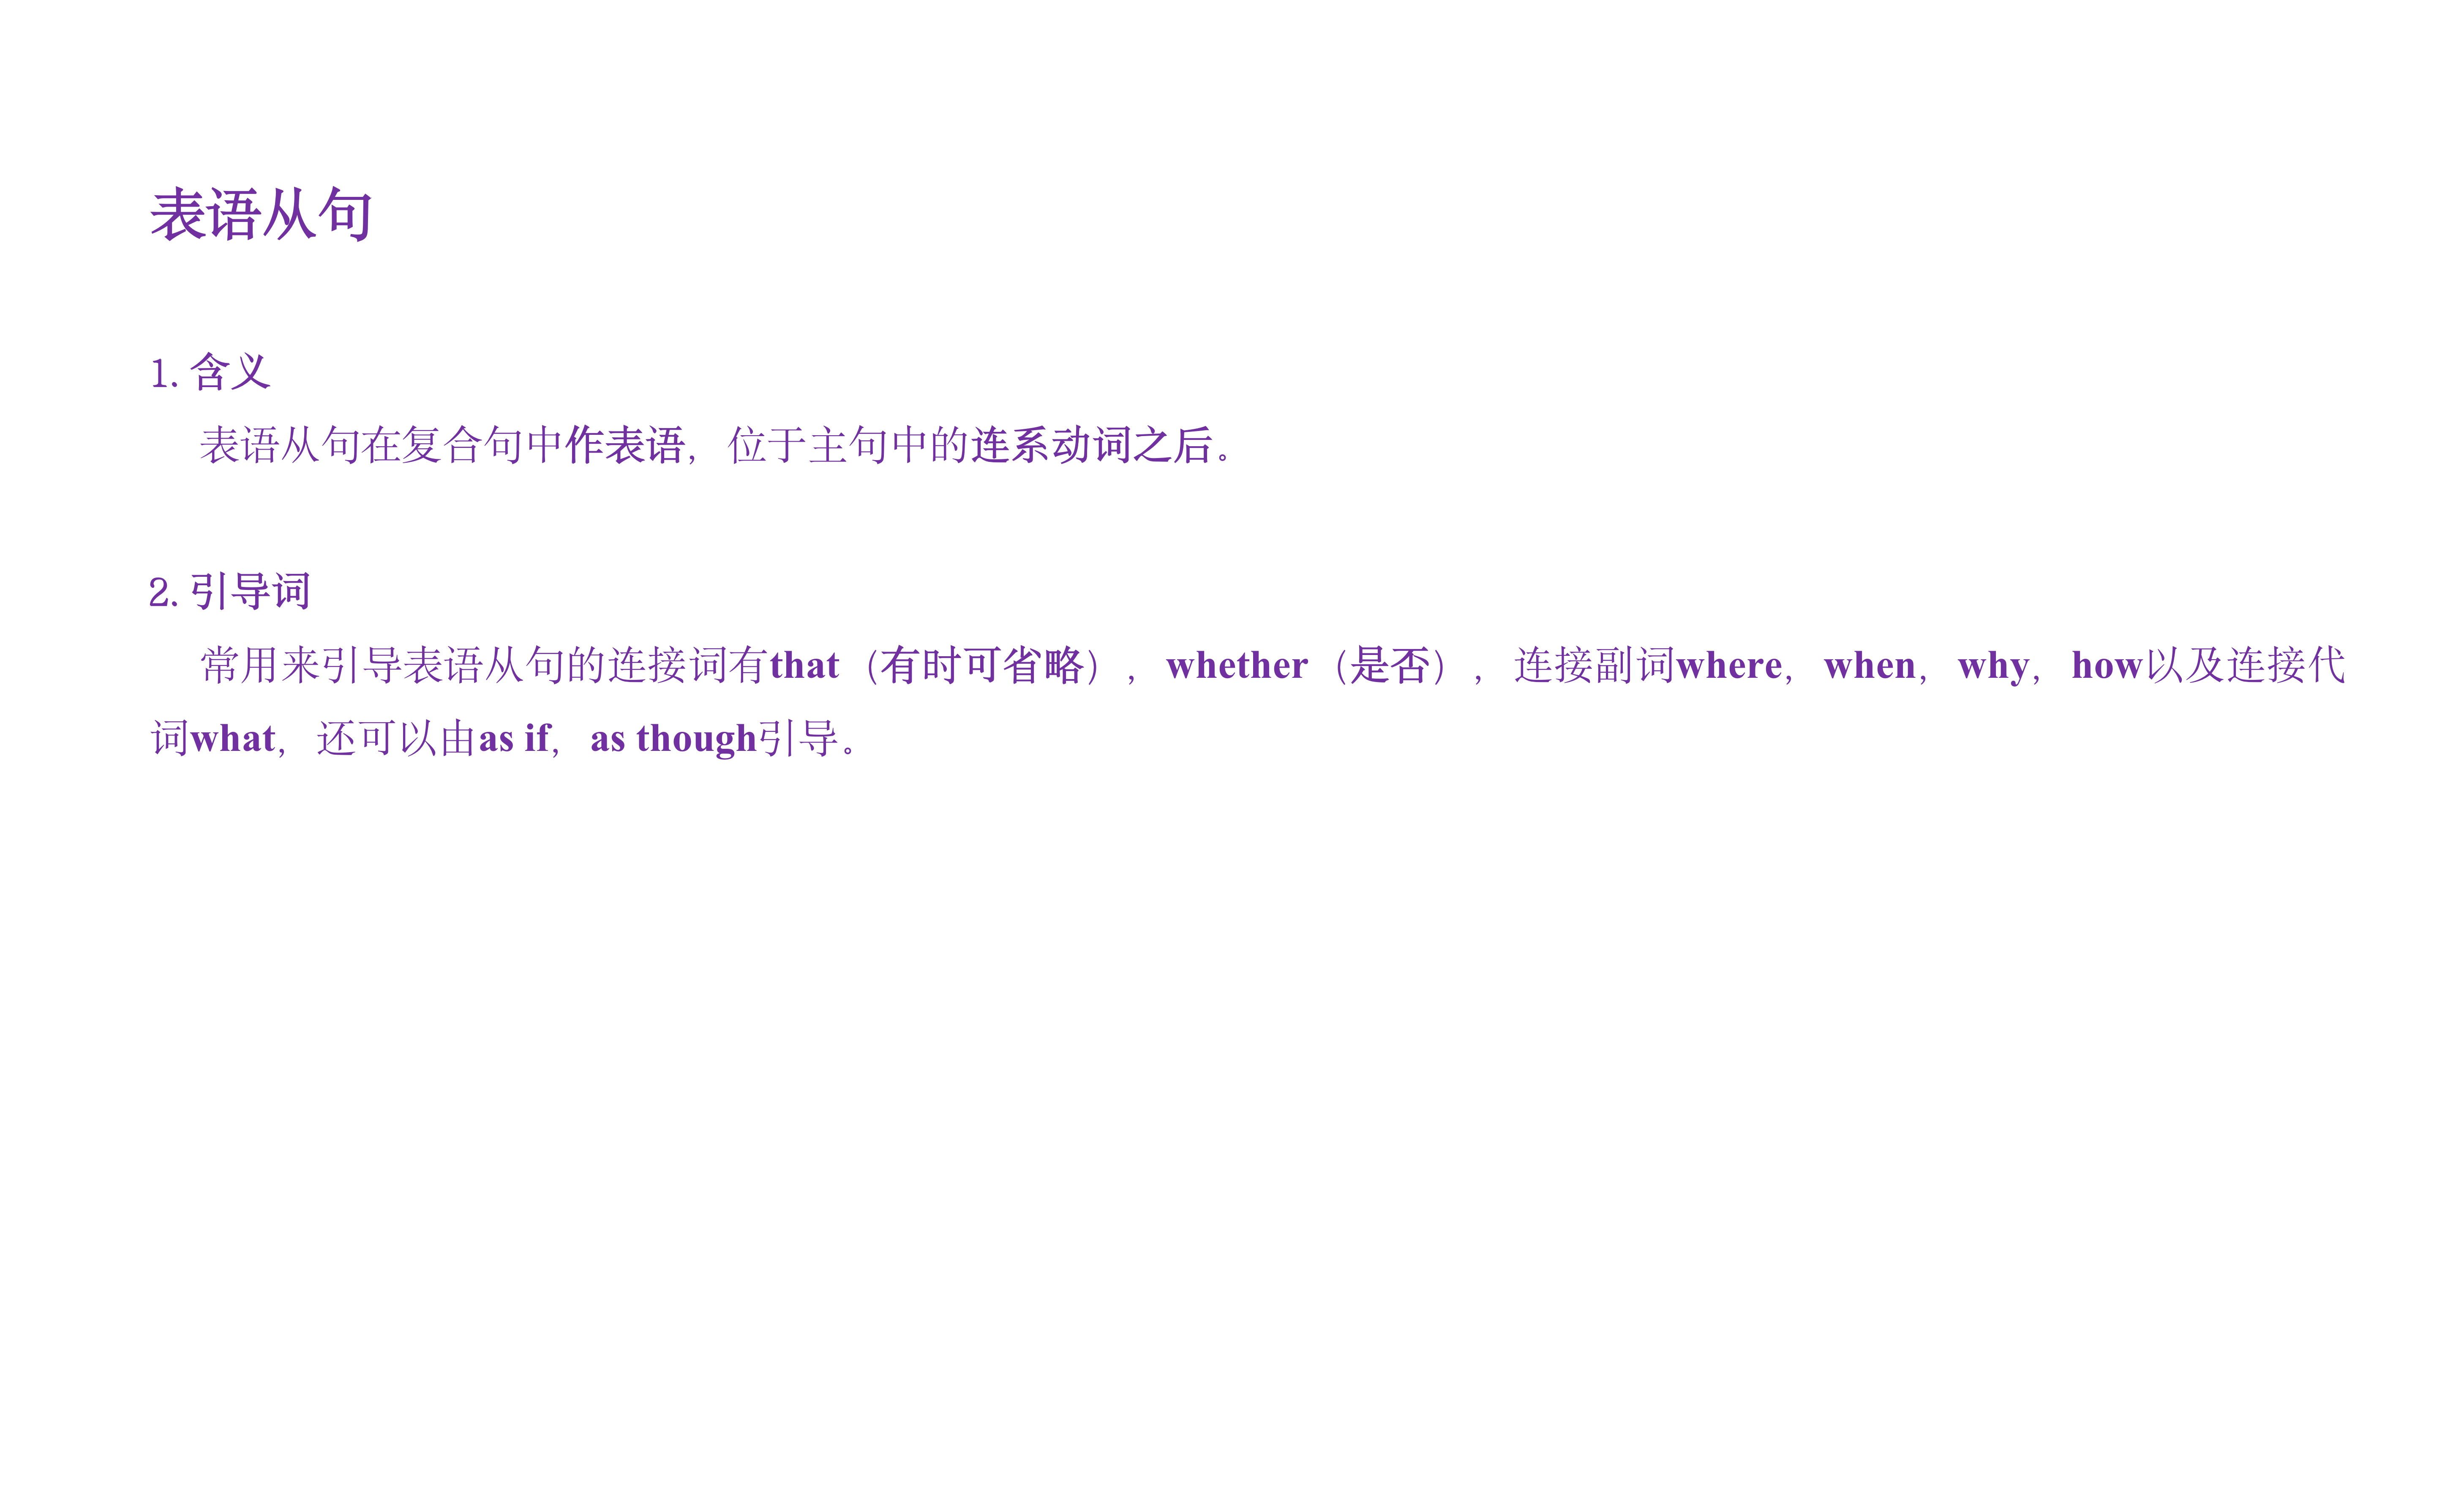 表语从句
1. 含义
表语从句在复合句中作表语，位于主句中的连系动词之后。
2. 引导词
常用来引导表语从句的连接词有that（有时可省略），whether（是否），连接副词where，when，why，how以及连接代
词what，还可以由as if，as though引导。